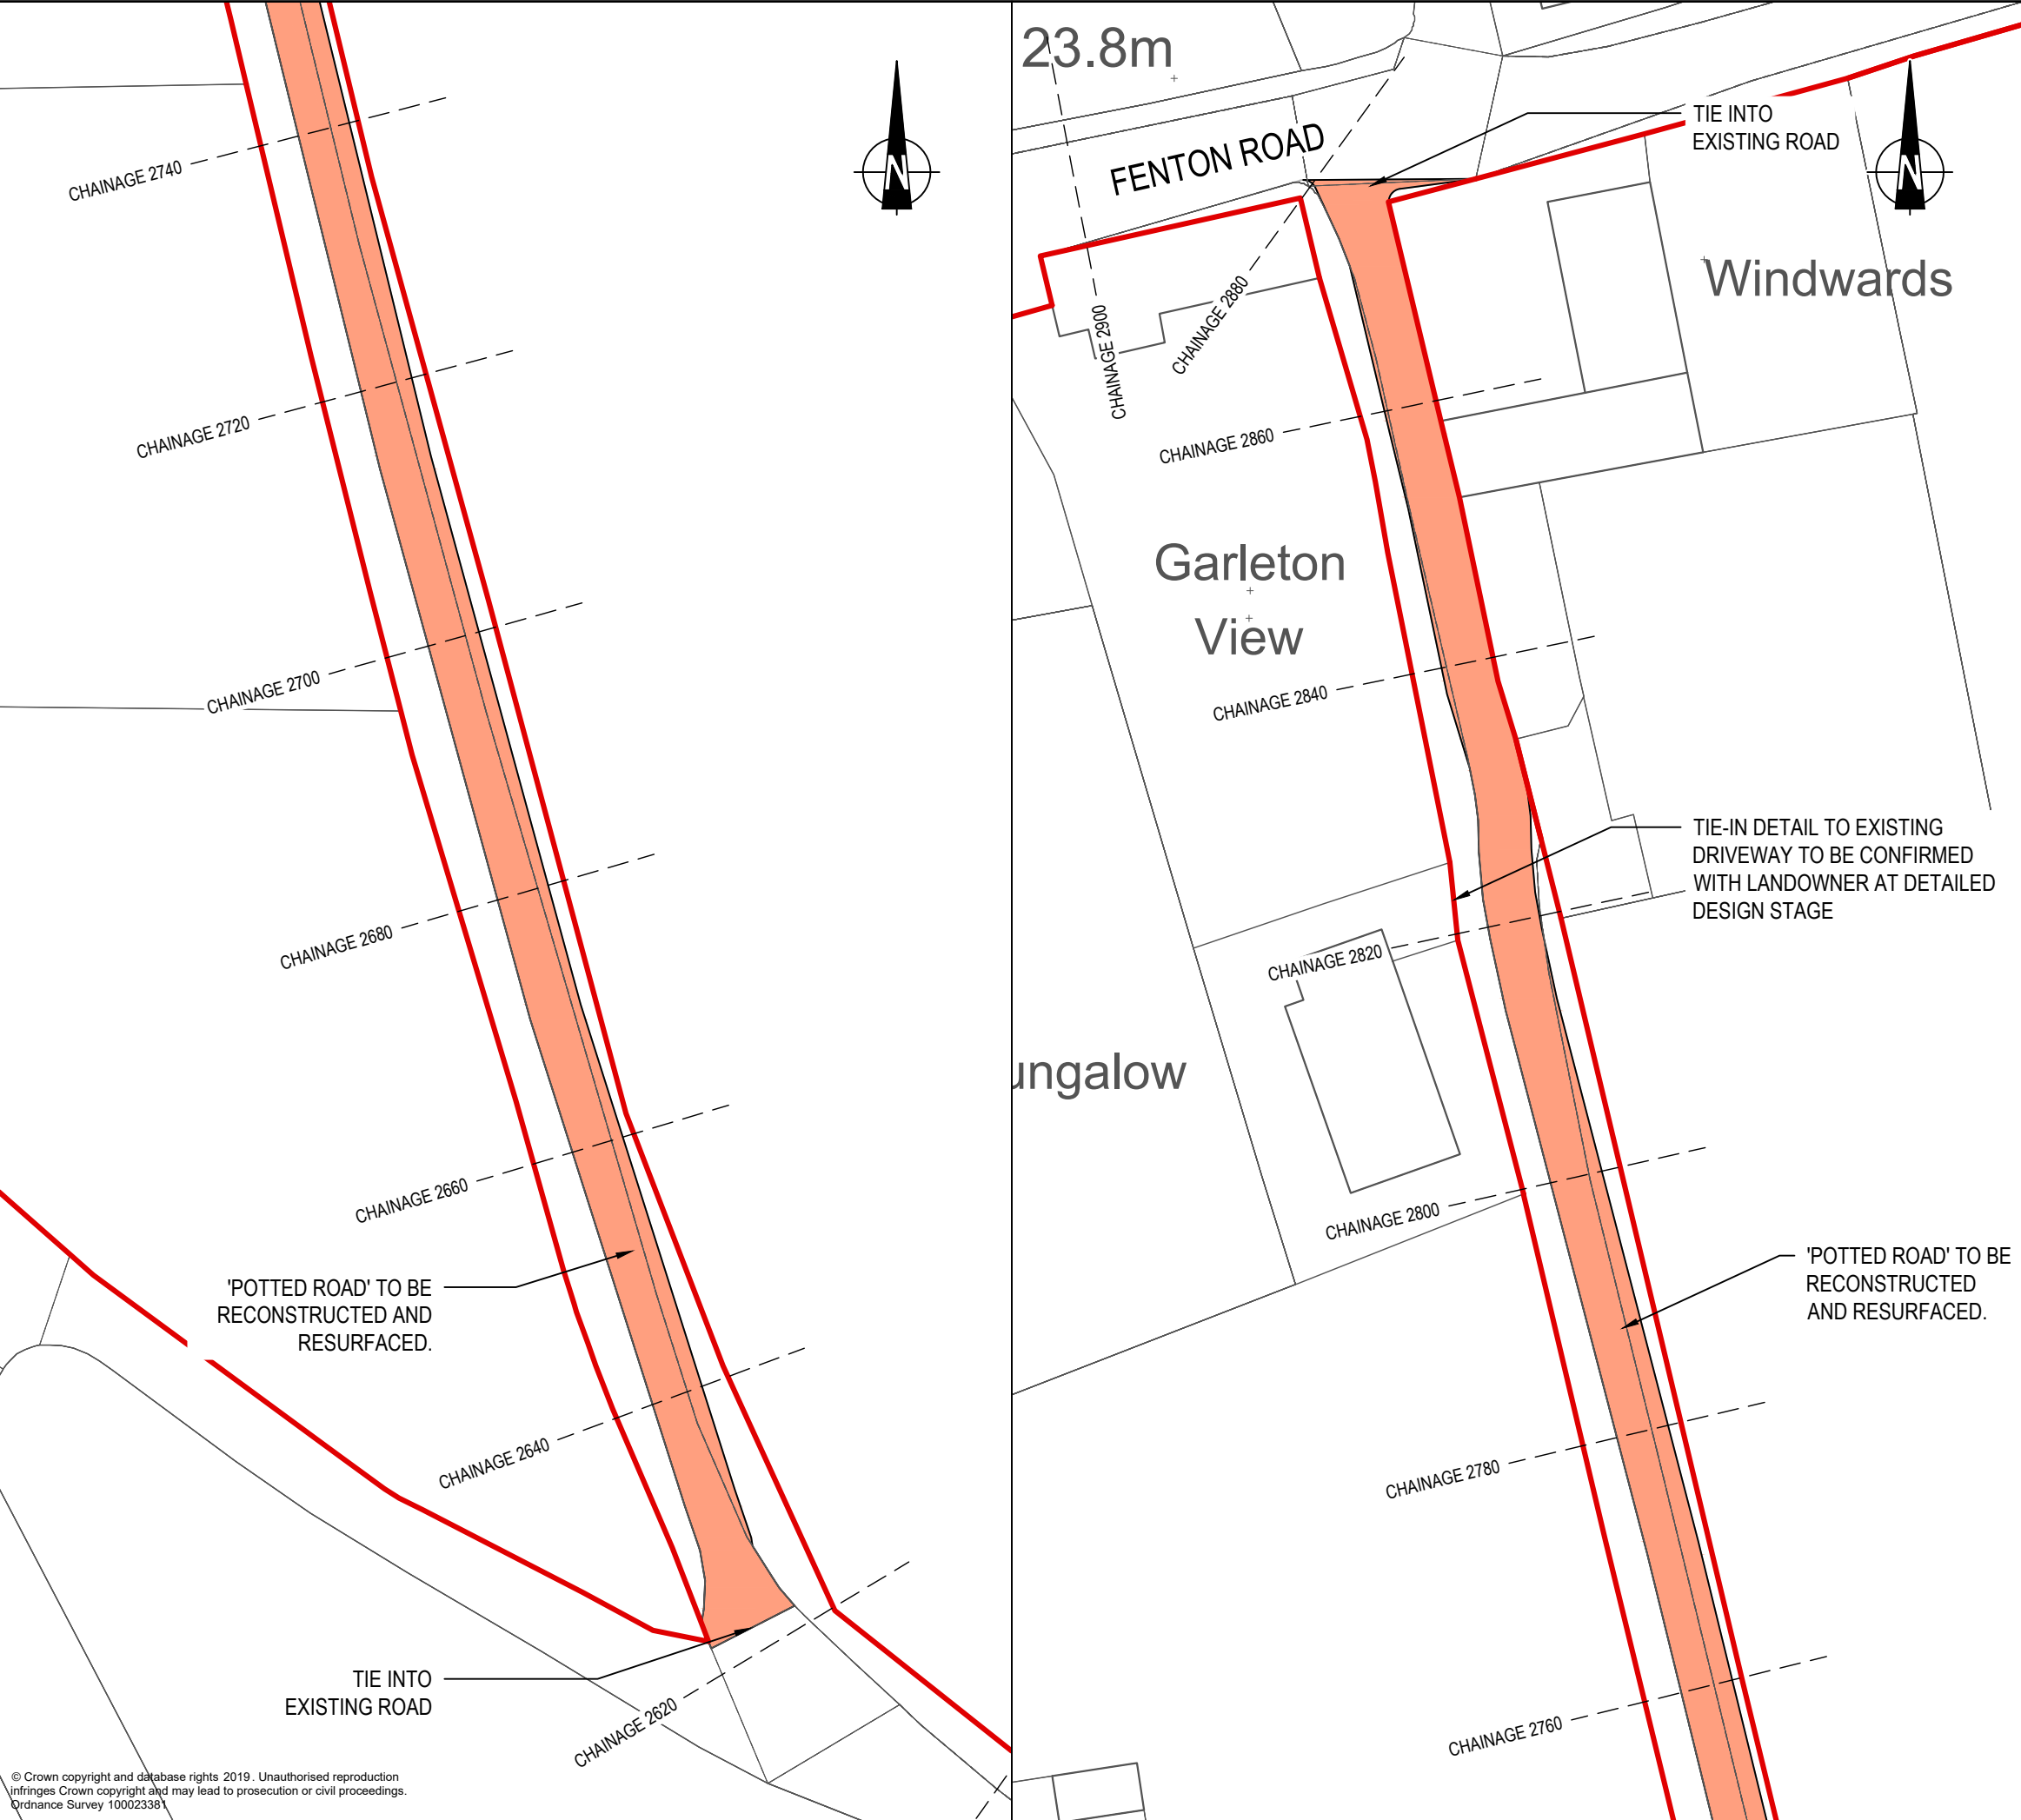 N
CHAINAGE 2740
CHAINAGE 2720
CHAINAGE 2700
CHAINAGE 2680
CHAINAGE 2660
'POTTED ROAD' TO BE
RECONSTRUCTED AND
RESURFACED.
CHAINAGE 2640
TIE INTO
EXISTING ROAD
CHAINAGE 2620
© Crown copyright and database rights 2019. Unauthorised reproduction
infringes Crown copyright and may lead to prosecution or civil proceedings.
Ordnance Survey 100023381
23.8m
TIE INTO
EXISTING ROAD
FENTON ROAD
N
Windwards
CHAINAGE 2900
CHAINAGE 2880
CHAINAGE 2860
Garleton
View
CHAINAGE 2840
TIE-IN DETAIL TO EXISTING
DRIVEWAY TO BE CONFIRMED
WITH LANDOWNER AT DETAILED
DESIGN STAGE
CHAINAGE 2820
ungalow
CHAINAGE 2800
'POTTED ROAD' TO BE
RECONSTRUCTED
AND RESURFACED.
CHAINAGE 2780
CHAINAGE 2760